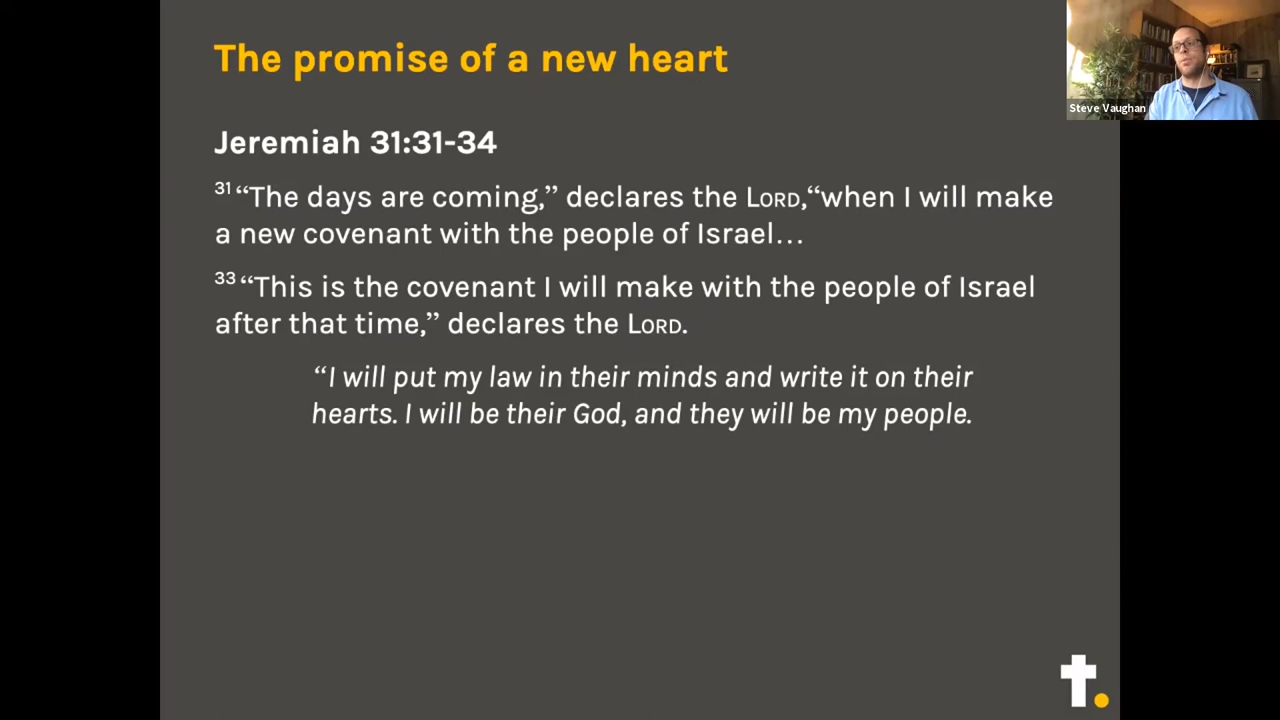 The promise of a new heart
Steve Vaughan
Jeremiah 31:31-34
31 “The days are coming,” declares the LORD,“when I will make
a new covenant with the people of Israel…
33 “This is the covenant I will make with the people of Israel
after that time,” declares the LORD.
“I will put my law in their minds and write it on their
hearts. I will be their God, and they will be my people.
t.